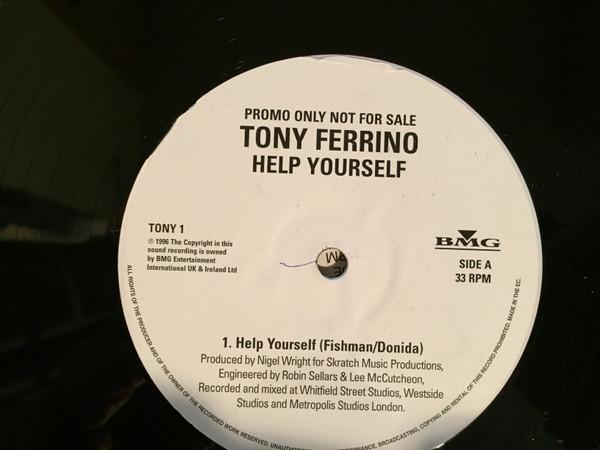 PROMO ONLY NOT FOR SALE
TONY FERRINO
HELP YOURSELF
TONY 1
℗ 1996 The Copyright in this
sound recording is owned
by BMG Entertainment
International UK & Ireland Ltd
BMG
SIDE A
33 RPM
1. Help Yourself (Fishman/Donida)
Produced by Nigel Wright for Skratch Music Productions,
Engineered by Robin Sellars & Lee McCutcheon,
Recorded and mixed at Whitfield Street Studios, Westside
Studios and Metropolis Studios London.
ALL RIGHTS OF THE PRODUCER AND OF THE OWNER OF THE RECORDED WORK RESERVED. UNAUTHORISED PERFORMANCE, BROADCASTING, COPYING AND RENTAL OF THIS RECORD PROHIBITED. MADE IN THE EC.